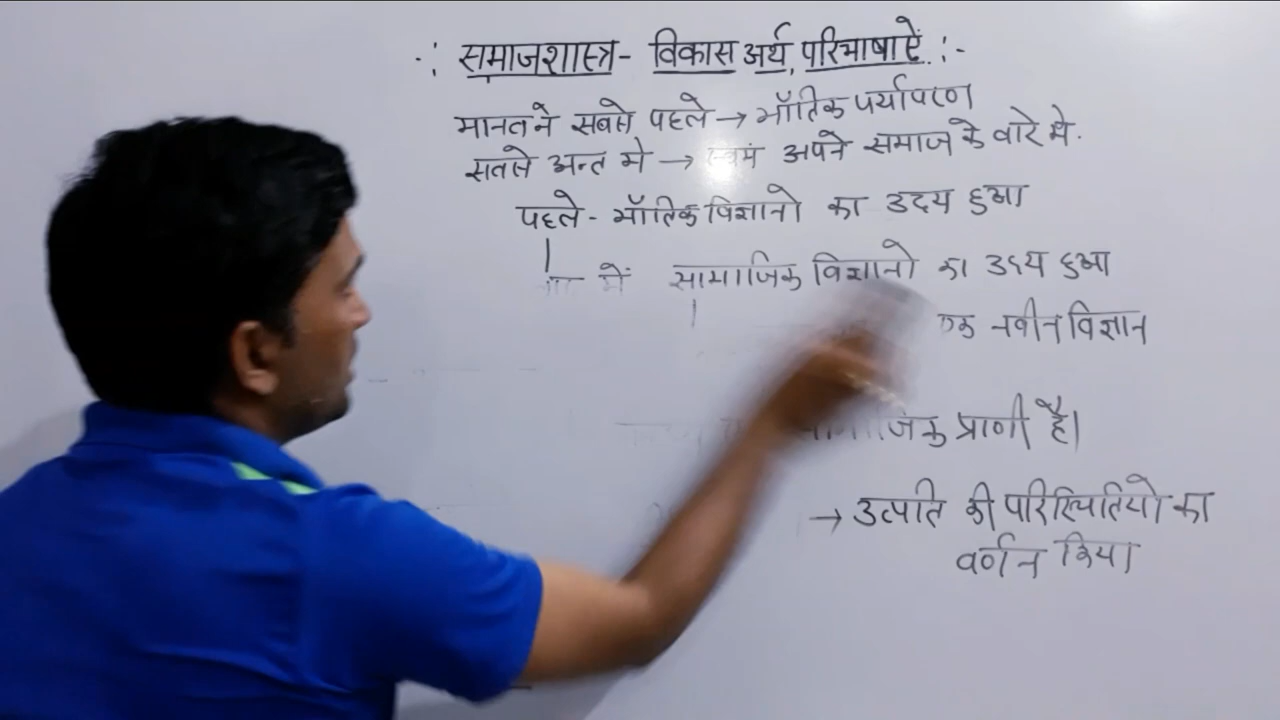 ·: समाजशास्त्र - विकास अर्थ, परिभाषाऐं :-
मानव ने सबसे पहले → भौतिक पर्यावरण
सबसे अन्त मे → स्वयं अपने समाज के वारे मे.
पहले - भौतिक विज्ञानो का उदय हुआ
में सामाजिक विज्ञानो का उदय हुआ
एक नवीन विज्ञान
सामाजिक प्राणी है।
→ उत्पति की परिस्थितियो का
वर्णन किया